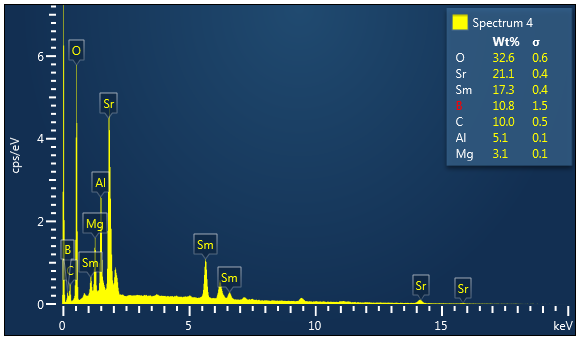 Spectrum 4
Wt% σ
O 32.6 0.6
Sr 21.1 0.4
Sm 17.3 0.4
10.8 1.5
C 10.0 0.5
Al 5.1 0.1
Mg 3.1 0.1
cps/eV
6
4
2
0
O
Sr
Al
Mg
B
Sm
C
Sm
Sm
Sr
Sr
0 5 10 15 keV